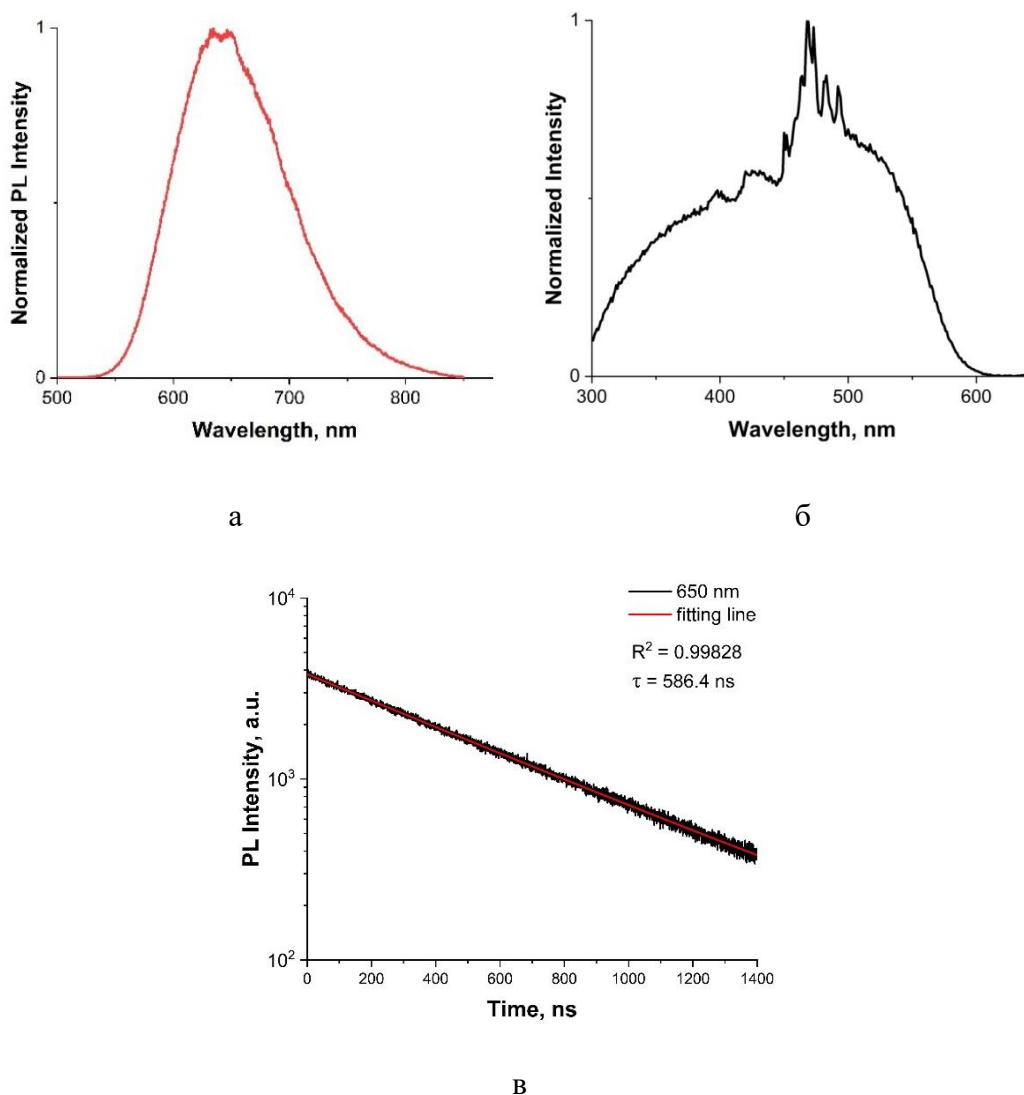 1
Normalized PL Intensity
0
500
600
700
800
Wavelength, nm
а
1
Normalized Intensity
0
300
400
500
600
Wavelength, nm
б
10⁴
10³
10²
PL Intensity, a.u.
650 nm
fitting line
R² = 0.99828
τ = 586.4 ns
0
200
400
600
800
1000
1200
1400
Time, ns
в